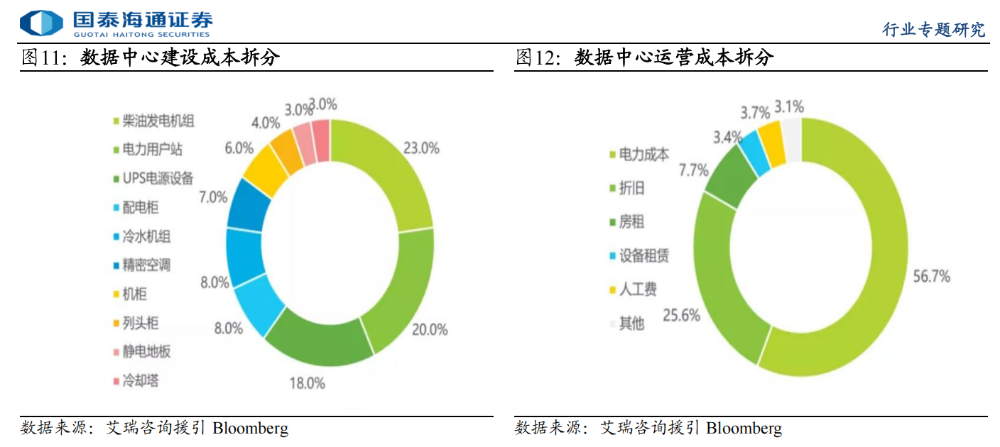 国泰海通证券
GUOTAI HAITONG SECURITIES
行业专题研究
图11：数据中心建设成本拆分
柴油发电机组
电力用户站
UPS电源设备
配电柜
冷水机组
精密空调
机柜
列头柜
静电地板
冷却塔
23.0%
20.0%
18.0%
8.0%
8.0%
7.0%
6.0%
4.0%
3.0%
3.0%
数据来源：艾瑞咨询援引 Bloomberg
图12：数据中心运营成本拆分
电力成本
折旧
房租
设备租赁
人工费
其他
56.7%
25.6%
7.7%
3.4%
3.7%
3.1%
数据来源：艾瑞咨询援引 Bloomberg